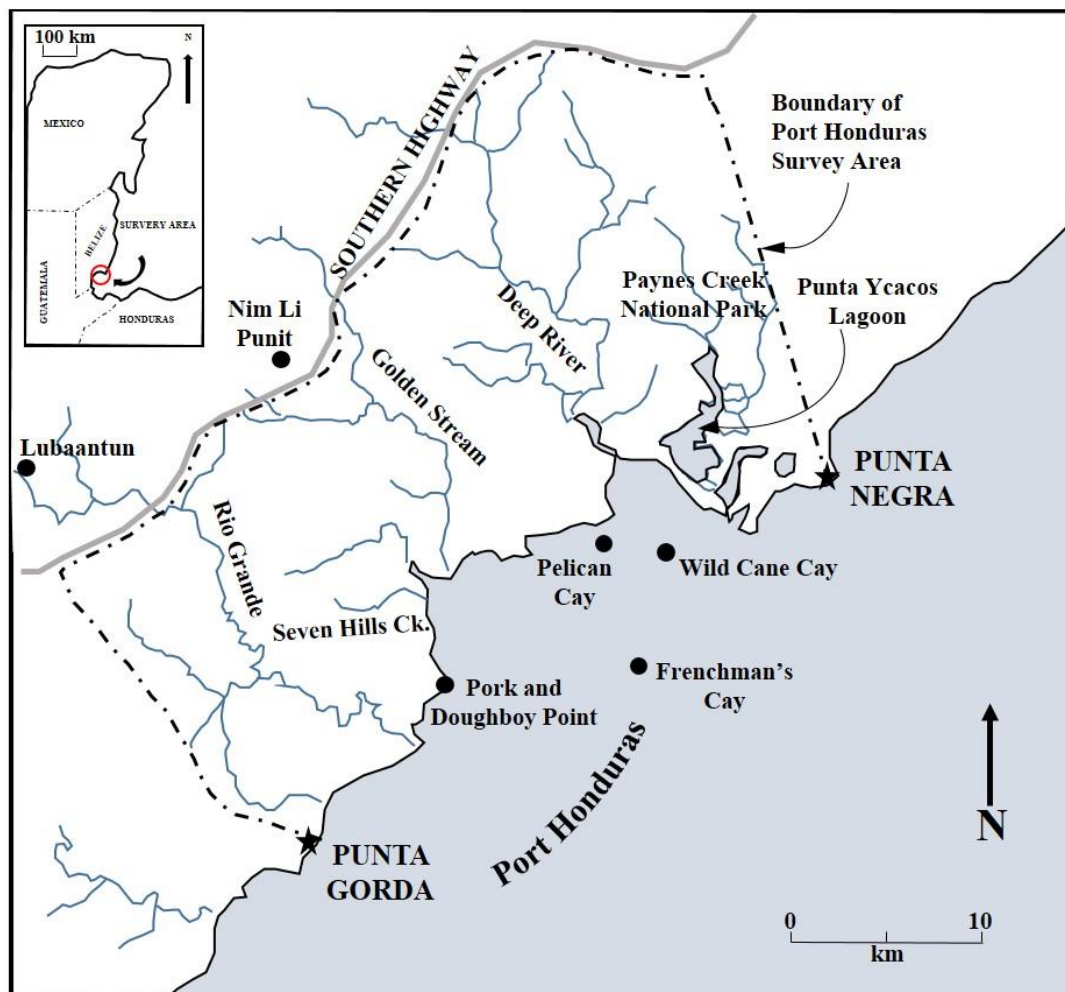 100 km
N
MEXICO
BELIZE
SURVERY AREA
GUATEMALA
HONDURAS
SOUTHERN HIGHWAY
Boundary of
Port Honduras
Survey Area
Nim Li
Punit
Deep River
Paynes Creek
National Park
Punta Ycacos
Lagoon
Golden Stream
Lubaantun
PUNTA
NEGRA
Rio Grande
Pelican
Cay
Wild Cane Cay
Seven Hills Ck.
Frenchman’s
Cay
Pork and
Doughboy Point
Port Honduras
N
PUNTA
GORDA
0 10
km